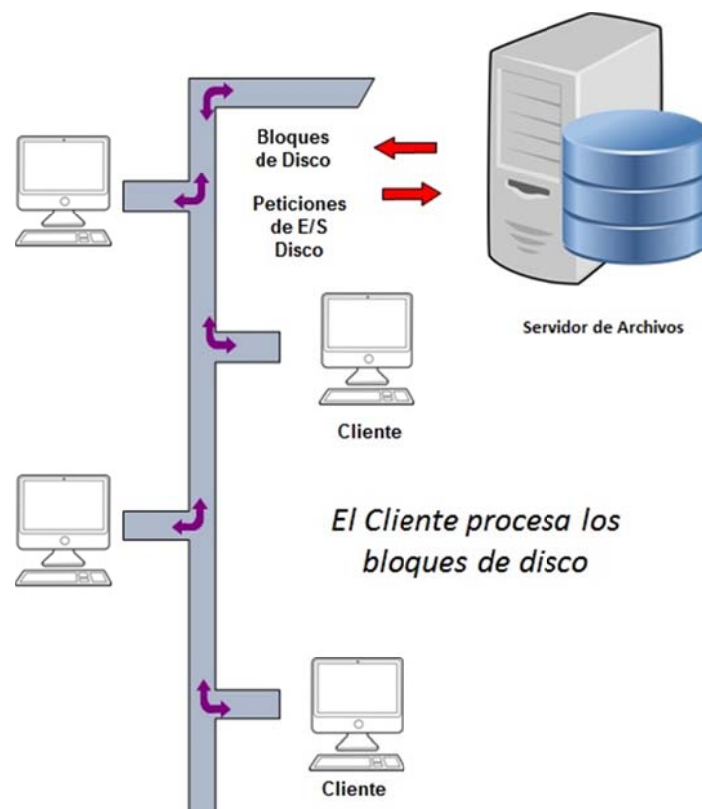 Bloques
de Disco
Peticiones
de E/S
Disco
Servidor de Archivos
Cliente
El Cliente procesa los
bloques de disco
Cliente